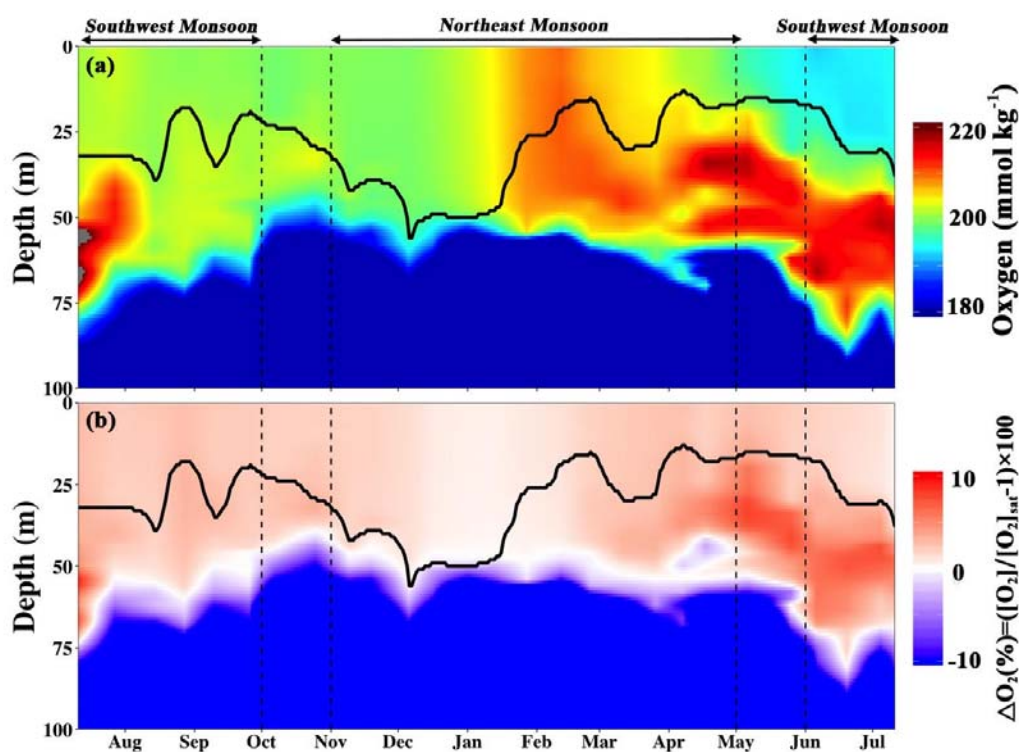 Southwest Monsoon Northeast Monsoon Southwest Monsoon
(a)
0
25
50
75
100
Depth (m)
220
200
180
Oxygen (mmol kg⁻¹)
(b)
0
25
50
75
100
Depth (m)
10
0
-10
△O₂(%)=([O₂]/[O₂]sat-1)×100
Aug Sep Oct Nov Dec Jan Feb Mar Apr May Jun Jul